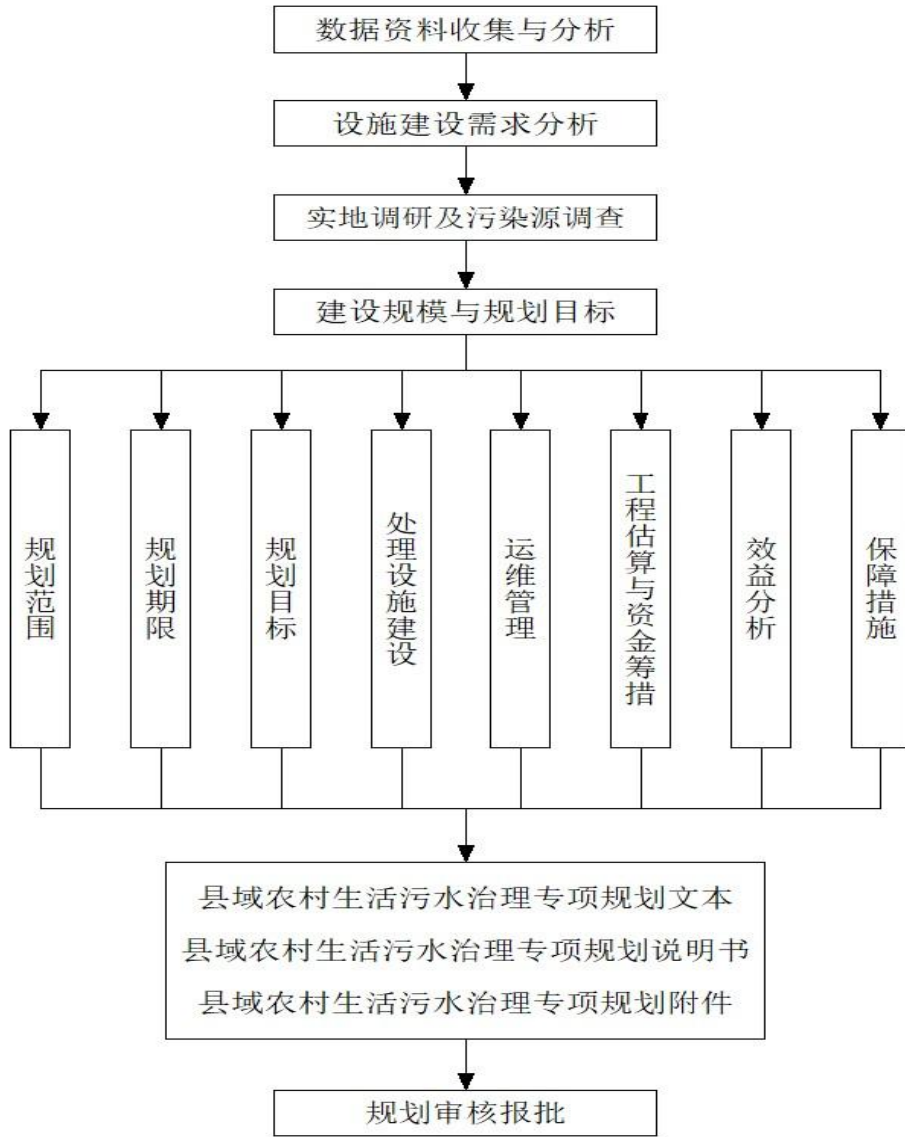 数据资料收集与分析
设施建设需求分析
实地调研及污染源调查
建设规模与规划目标
规划范围
规划期限
规划目标
处理设施建设
运维管理
工程估算与资金筹措
效益分析
保障措施
县域农村生活污水治理专项规划文本
县域农村生活污水治理专项规划说明书
县域农村生活污水治理专项规划附件
规划审核报批